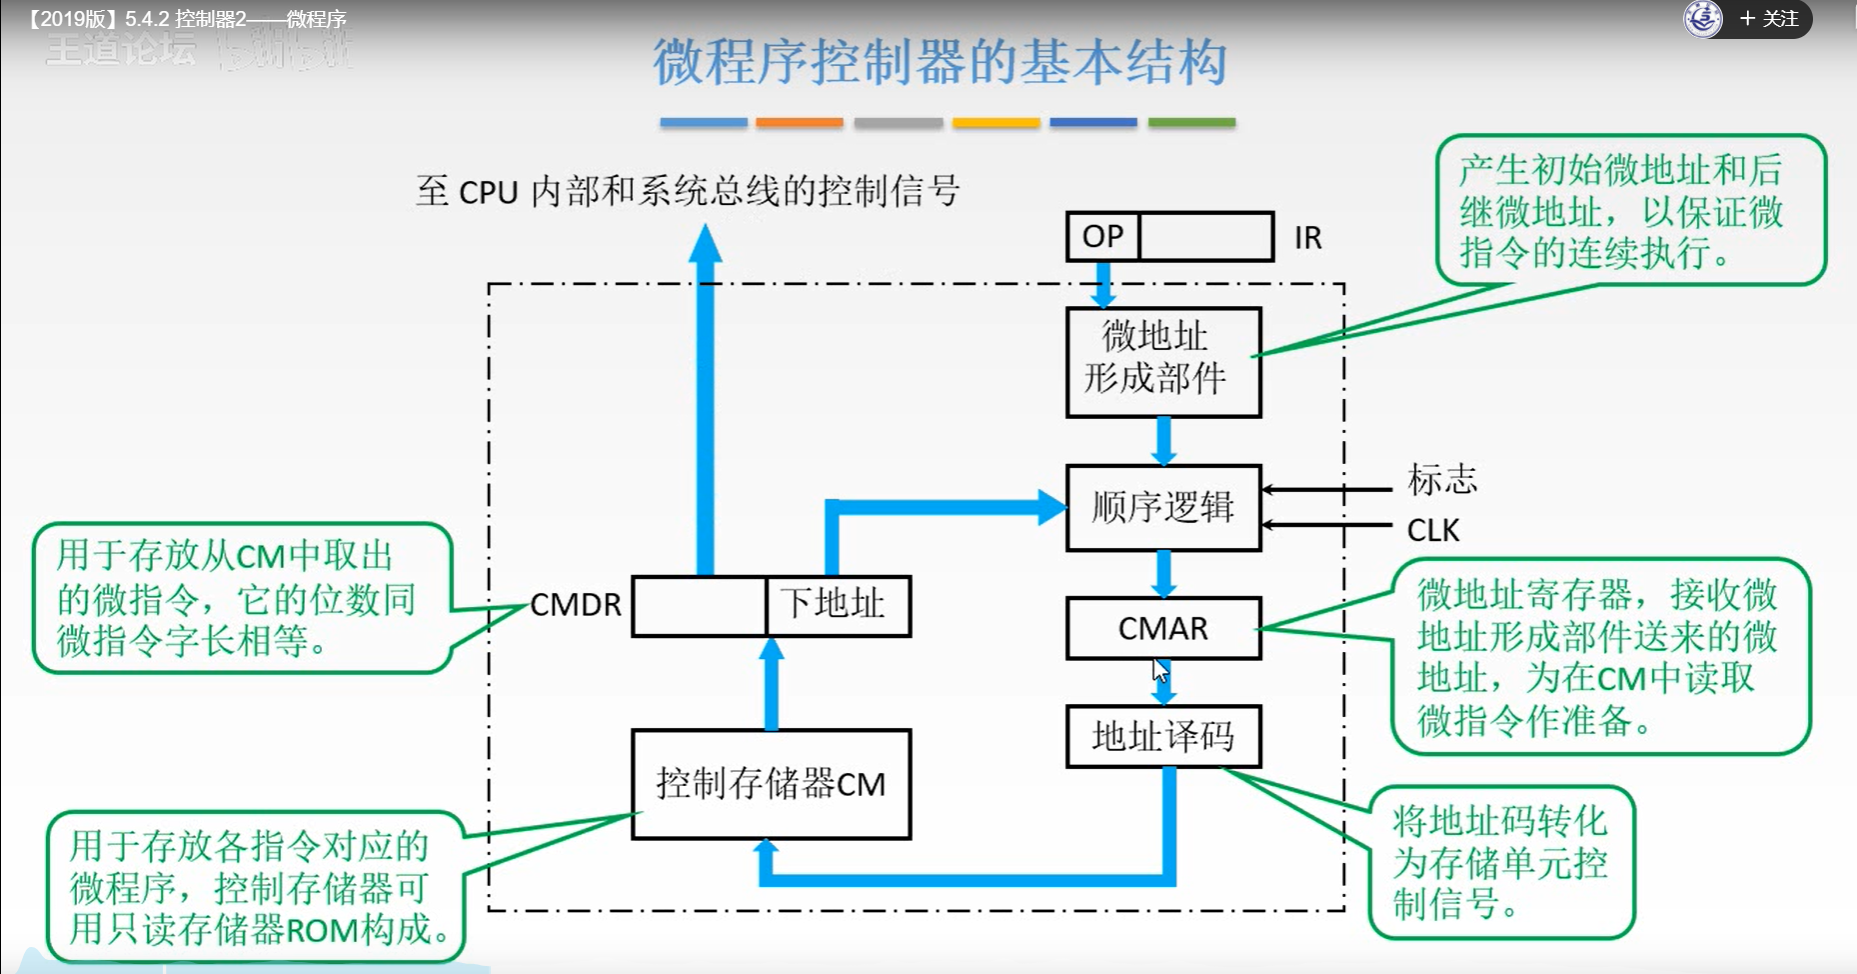 【2019版】5.4.2 控制器2——微程序
+ 关注
王道论坛 bilibili
微程序控制器的基本结构
至 CPU 内部和系统总线的控制信号
OP
IR
产生初始微地址和后
继微地址，以保证微
指令的连续执行。
微地址
形成部件
顺序逻辑
标志
CLK
用于存放从CM中取出
的微指令，它的位数同
微指令字长相等。
CMDR
下地址
CMAR
微地址寄存器，接收微
地址形成部件送来的微
地址，为在CM中读取
微指令作准备。
地址译码
控制存储器CM
用于存放各指令对应的
微程序，控制存储器可
用只读存储器ROM构成。
将地址码转化
为存储单元控
制信号。